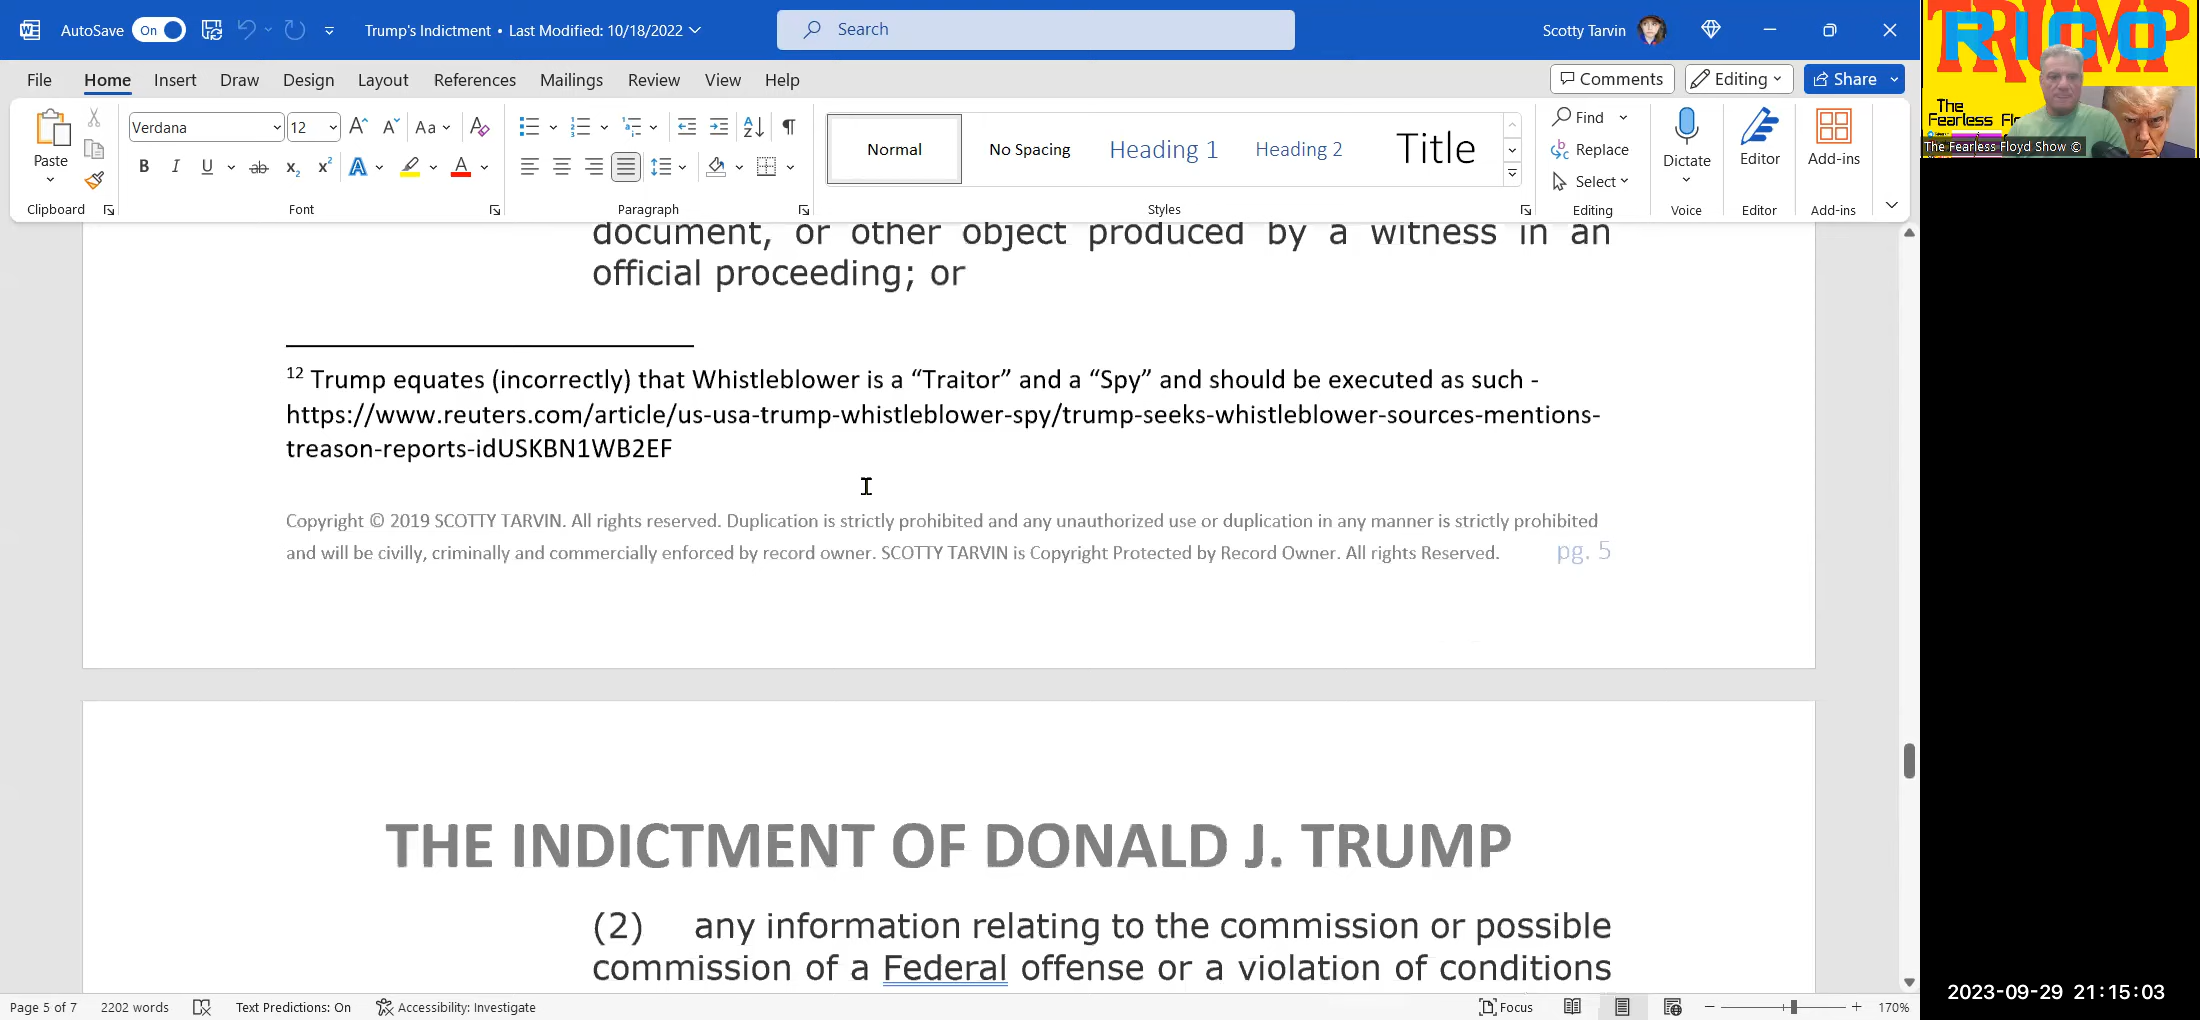 AutoSave On
Trump's Indictment • Last Modified: 10/18/2022
Search
Scotty Tarvin
File Home Insert Draw Design Layout References Mailings Review View Help
Comments Editing Share
Paste
Clipboard
Verdana 12
Font
Paragraph
Normal No Spacing Heading 1 Heading 2 Title
Styles
Find
Replace
Select
Editing
Dictate
Voice
Editor
Editor
Add-ins
Add-ins
TRUMP
RICO
The
Fearless
The Fearless Floyd Show ©
document, or other object produced by a witness in an
official proceeding; or
12 Trump equates (incorrectly) that Whistleblower is a “Traitor” and a “Spy” and should be executed as such -
https://www.reuters.com/article/us-usa-trump-whistleblower-spy/trump-seeks-whistleblower-sources-mentions-
treason-reports-idUSKBN1WB2EF
Copyright © 2019 SCOTTY TARVIN. All rights reserved. Duplication is strictly prohibited and any unauthorized use or duplication in any manner is strictly prohibited
and will be civilly, criminally and commercially enforced by record owner. SCOTTY TARVIN is Copyright Protected by Record Owner. All rights Reserved. pg. 5
THE INDICTMENT OF DONALD J. TRUMP
(2) any information relating to the commission or possible
commission of a Federal offense or a violation of conditions
Page 5 of 7 2202 words Text Predictions: On Accessibility: Investigate
Focus 170%
2023-09-29 21:15:03